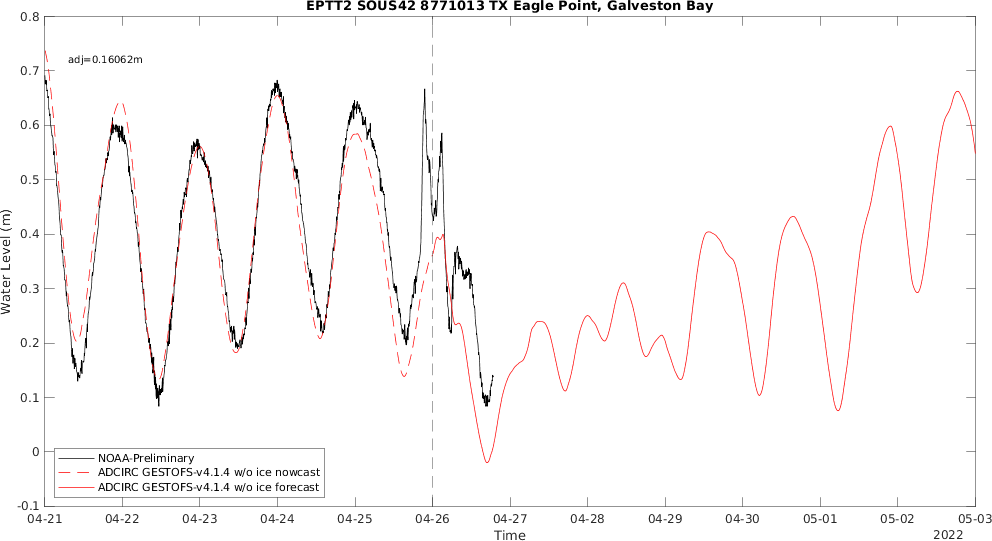 EPTT2 SOUS42 8771013 TX Eagle Point, Galveston Bay
adj=0.16062m
Water Level (m)
0.8
0.7
0.6
0.5
0.4
0.3
0.2
0.1
0
-0.1
NOAA-Preliminary
ADCIRC GESTOFS-v4.1.4 w/o ice nowcast
ADCIRC GESTOFS-v4.1.4 w/o ice forecast
04-21 04-22 04-23 04-24 04-25 04-26 04-27 04-28 04-29 04-30 05-01 05-02 05-03
Time
2022